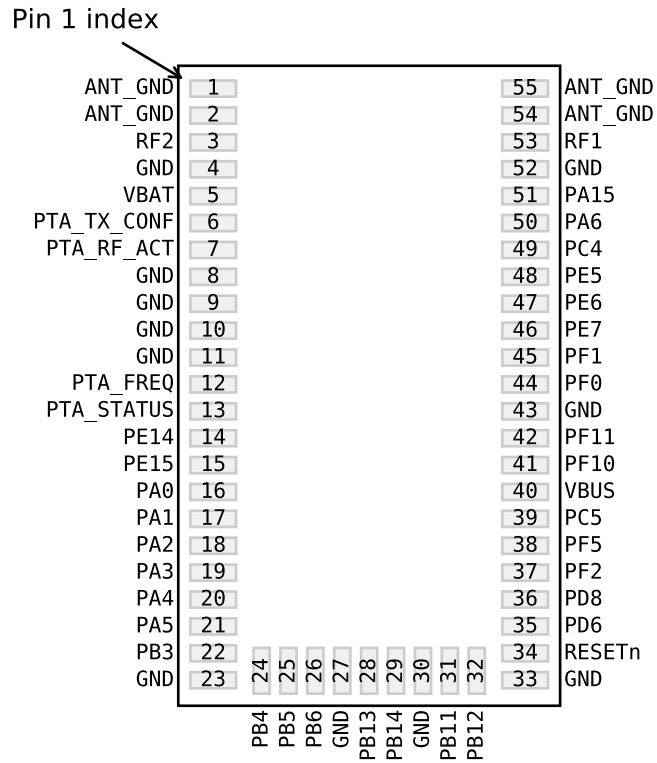 Pin 1 index
ANT_GND 1 55 ANT_GND
ANT_GND 2 54 ANT_GND
RF2 3 53 RF1
GND 4 52 GND
VBAT 5 51 PA15
PTA_TX_CONF 6 50 PA6
PTA_RF_ACT 7 49 PC4
GND 8 48 PE5
GND 9 47 PE6
GND 10 46 PE7
GND 11 45 PF1
PTA_FREQ 12 44 PF0
PTA_STATUS 13 43 GND
PE14 14 42 PF11
PE15 15 41 PF10
PA0 16 40 VBUS
PA1 17 39 PC5
PA2 18 38 PF5
PA3 19 37 PF2
PA4 20 36 PD8
PA5 21 35 PD6
PB3 22 34 RESETn
GND 23 33 GND
24 25 26 27 28 29 30 31 32
PB4 PB5 PB6 GND PB13 PB14 GND PB11 PB12